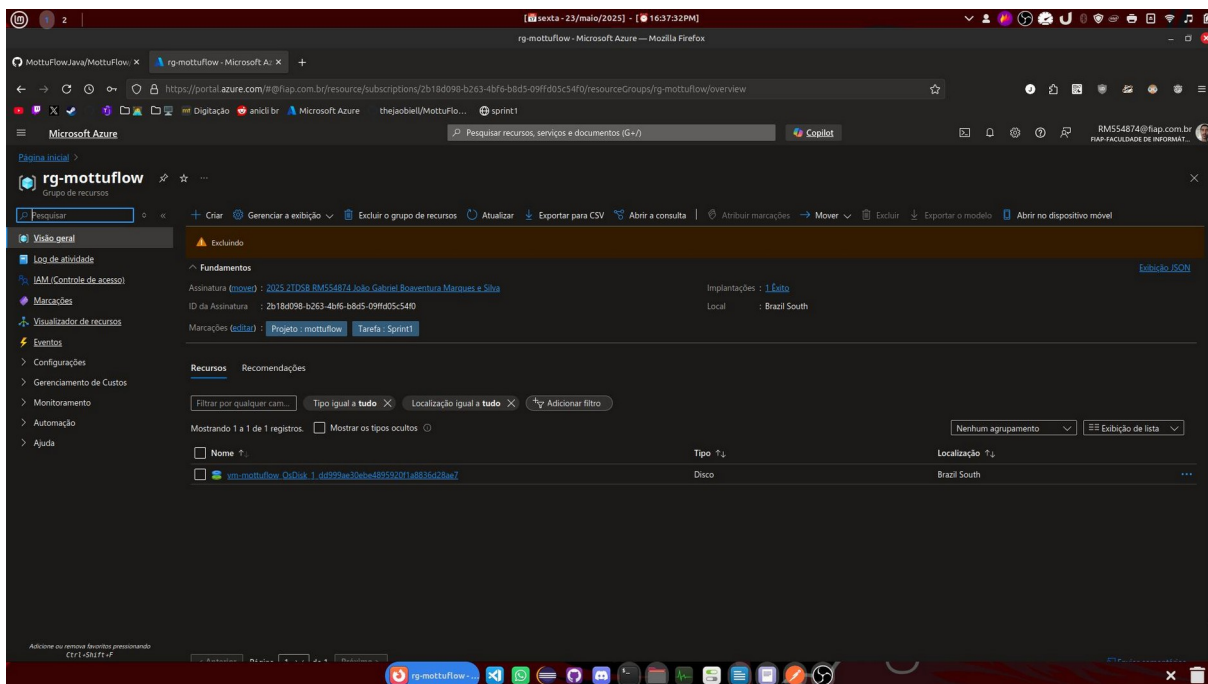 2
[sexta - 23/maio/2025] - [16:37:32PM]
rg-mottuflow - Microsoft Azure — Mozilla Firefox
MottuFlowJava/MottuFlow/ ×
rg-mottuflow - Microsoft Az ×
https://portal.azure.com/#@fiap.com.br/resource/subscriptions/2b18d098-b263-4bf6-b8d5-09ffd05c54f0/resourceGroups/rg-mottuflow/overview
mt Digitação
anicli br
Microsoft Azure
thejaobiell/MottuFlo...
sprint1
Microsoft Azure
Pesquisar recursos, serviços e documentos (G+/)
Copilot
RM554874@fiap.com.br
FIAP-FACULDADE DE INFORMÁT...
Página inicial >
rg-mottuflow
Grupo de recursos
Pesquisar
+ Criar
Gerenciar a exibição
Excluir o grupo de recursos
Atualizar
Exportar para CSV
Abrir a consulta
Atribuir marcações
Mover
Excluir
Exportar o modelo
Abrir no dispositivo móvel
Visão geral
Log de atividade
IAM (Controle de acesso)
Marcações
Visualizador de recursos
Eventos
Configurações
Gerenciamento de Custos
Monitoramento
Automação
Ajuda
Excluindo
Fundamentos
Exibição JSON
Assinatura (mover) : 2025 2TDSB RM554874 João Gabriel Boaventura Marques e Silva
Implantações : 1 Êxito
ID da Assinatura : 2b18d098-b263-4bf6-b8d5-09ffd05c54f0
Local : Brazil South
Marcações (editar) : Projeto : mottuflow Tarefa : Sprint1
Recursos
Recomendações
Filtrar por qualquer cam...
Tipo igual a tudo ×
Localização igual a tudo ×
Adicionar filtro
Mostrando 1 a 1 de 1 registros.
Mostrar os tipos ocultos
Nenhum agrupamento
Exibição de lista
Nome ↑↓
Tipo ↑↓
Localização ↑↓
vm-mottuflow_OsDisk_1_dd999ae30ebe4895920f1a8836d28ae7
Disco
Brazil South
Adicione ou remova favoritos pressionando
Ctrl+Shift+F
< Anterior Página 1 de 1 Próximo >
rg-mottuflow - ...